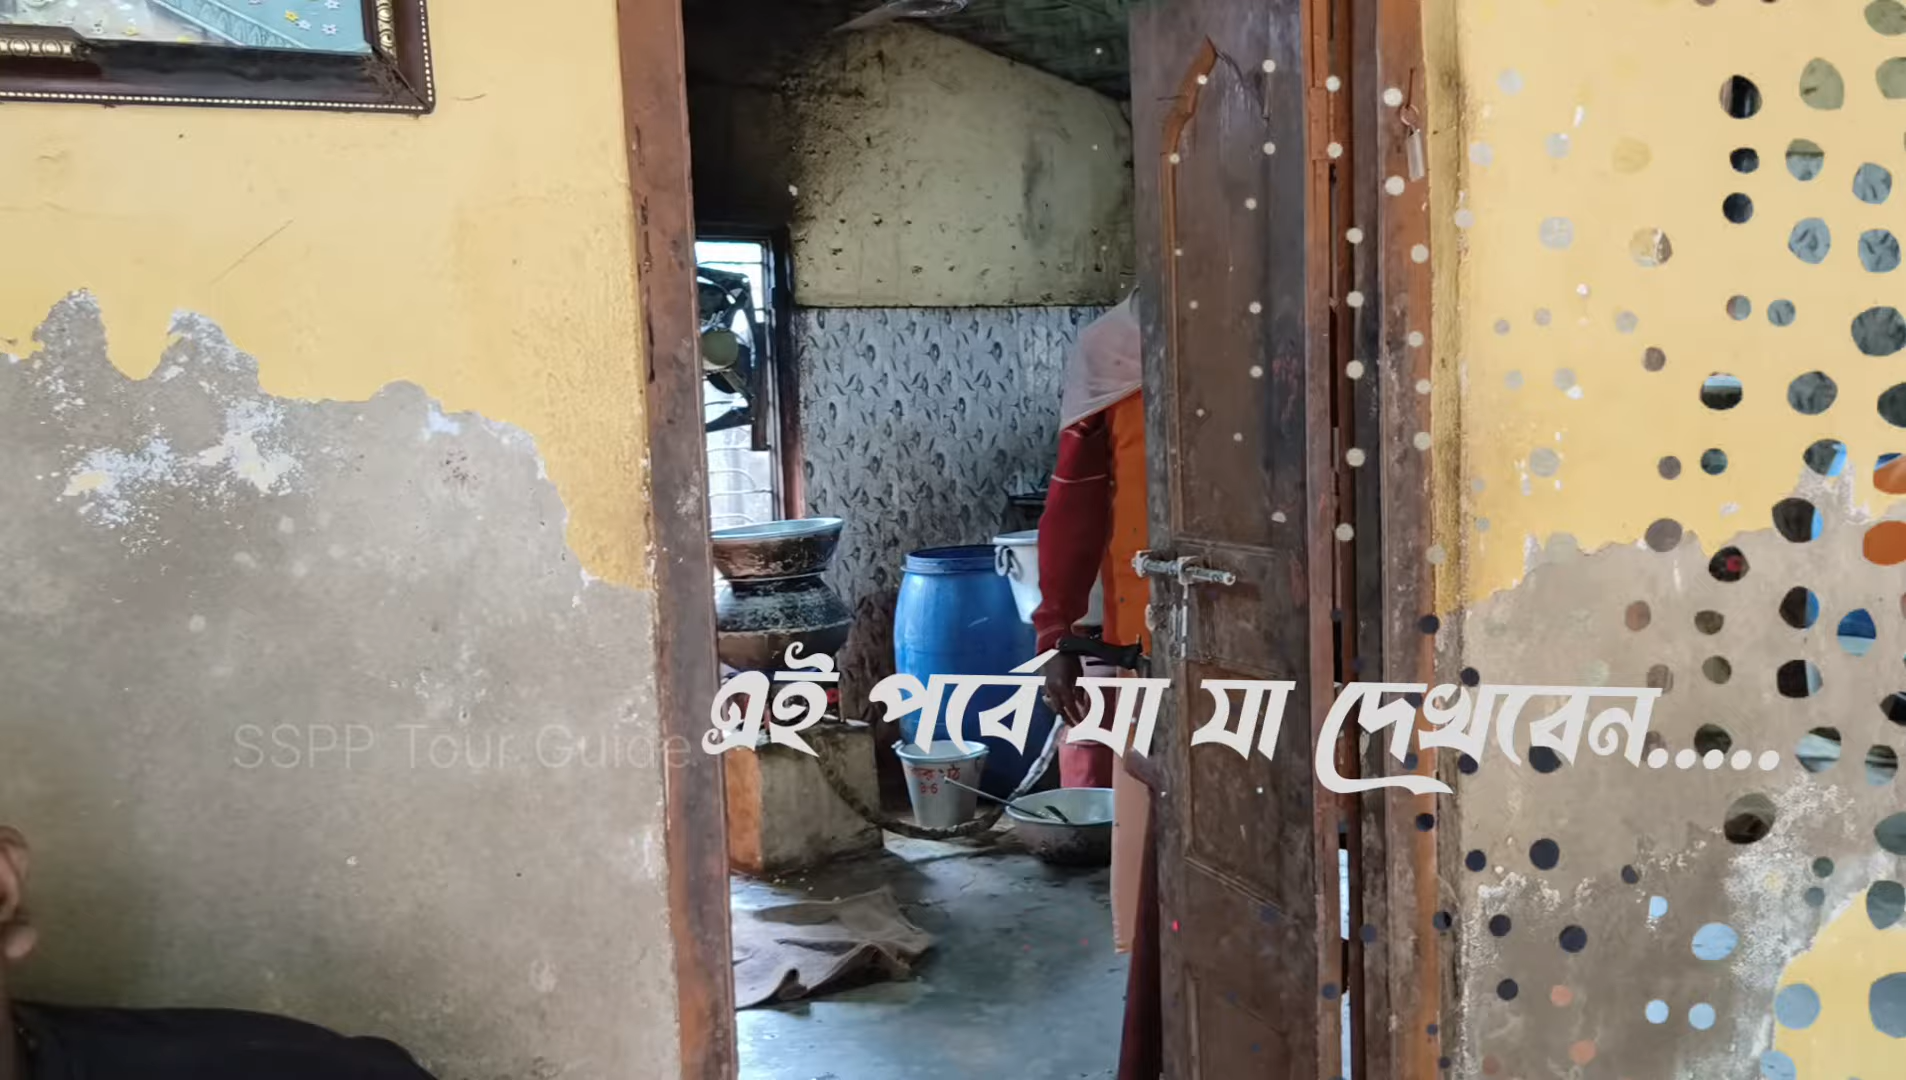 এই পর্বে যা যা দেখবেন.....
SSPP Tour Guide